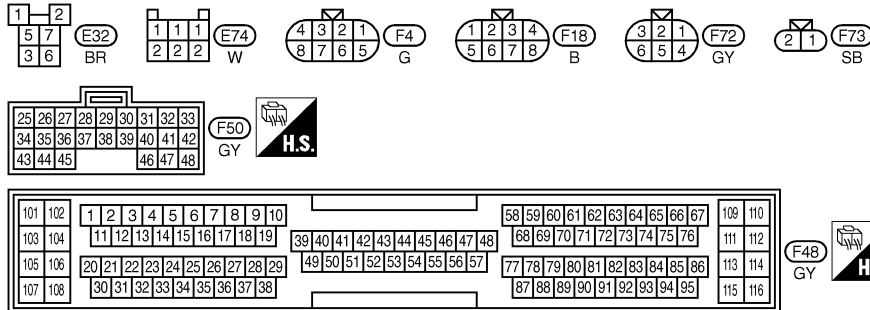 1 2
5 7
3 6
E32
BR
1 1 1
2 2 2
E74
W
4 3 2 1
8 7 6 5
F4
G
1 2 3 4
5 6 7 8
F18
B
3 2 1
6 5 4
F72
GY
2 1
F73
SB
25 26 27 28 29 30 31 32 33
34 35 36 37 38 39 40 41 42
43 44 45 46 47 48
F50
GY
H.S.
101 102
103 104
105 106
107 108
1 2 3 4 5 6 7 8 9 10
11 12 13 14 15 16 17 18 19
20 21 22 23 24 25 26 27 28 29
30 31 32 33 34 35 36 37 38
39 40 41 42 43 44 45 46 47 48
49 50 51 52 53 54 55 56 57
58 59 60 61 62 63 64 65 66 67
68 69 70 71 72 73 74 75 76
77 78 79 80 81 82 83 84 85 86
87 88 89 90 91 92 93 94 95
109 110
111 112
113 114
115 116
F48
GY
H